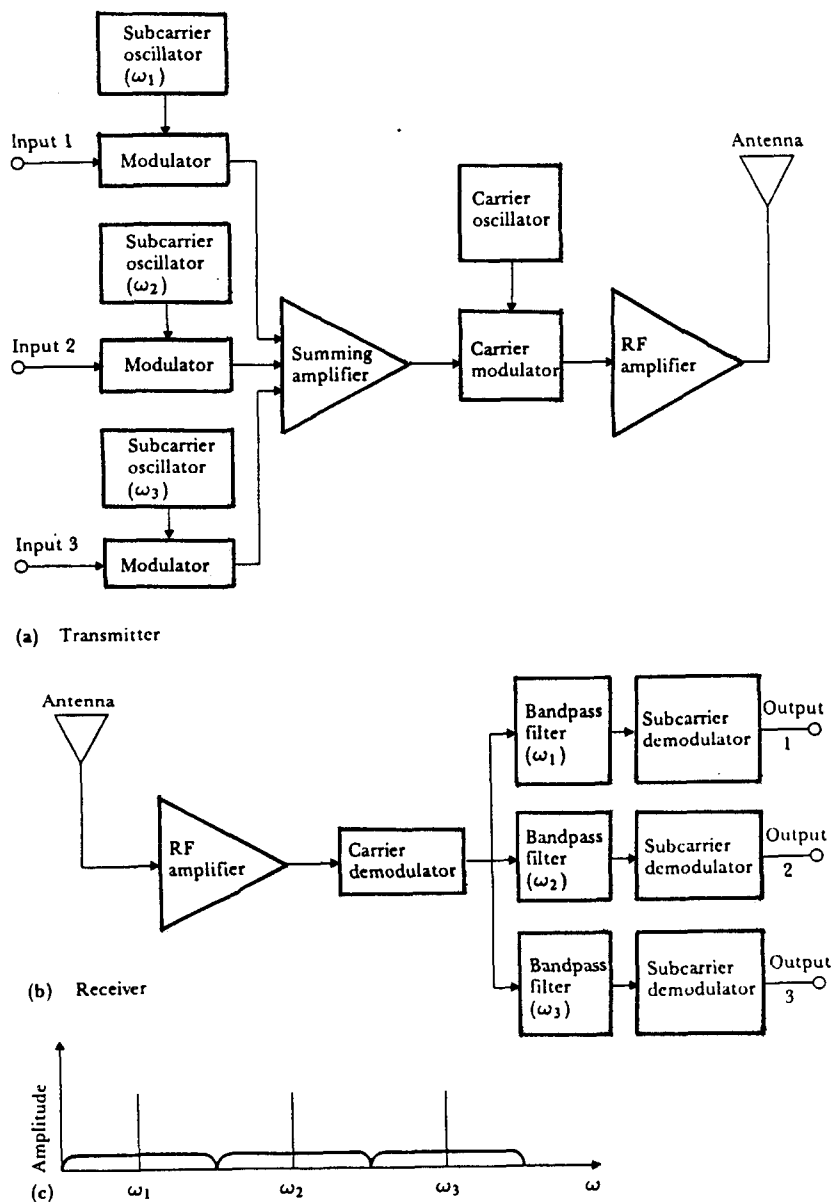 Subcarrier
oscillator
(ω1)
Input 1
Modulator
Subcarrier
oscillator
(ω2)
Input 2
Modulator
Subcarrier
oscillator
(ω3)
Input 3
Modulator
Summing
amplifier
Carrier
oscillator
Carrier
modulator
RF
amplifier
Antenna
(a) Transmitter
Antenna
RF
amplifier
Carrier
demodulator
Bandpass
filter
(ω1)
Subcarrier
demodulator
Output
1
Bandpass
filter
(ω2)
Subcarrier
demodulator
Output
2
Bandpass
filter
(ω3)
Subcarrier
demodulator
Output
3
(b) Receiver
Amplitude
ω1
ω2
ω3
ω
(c)